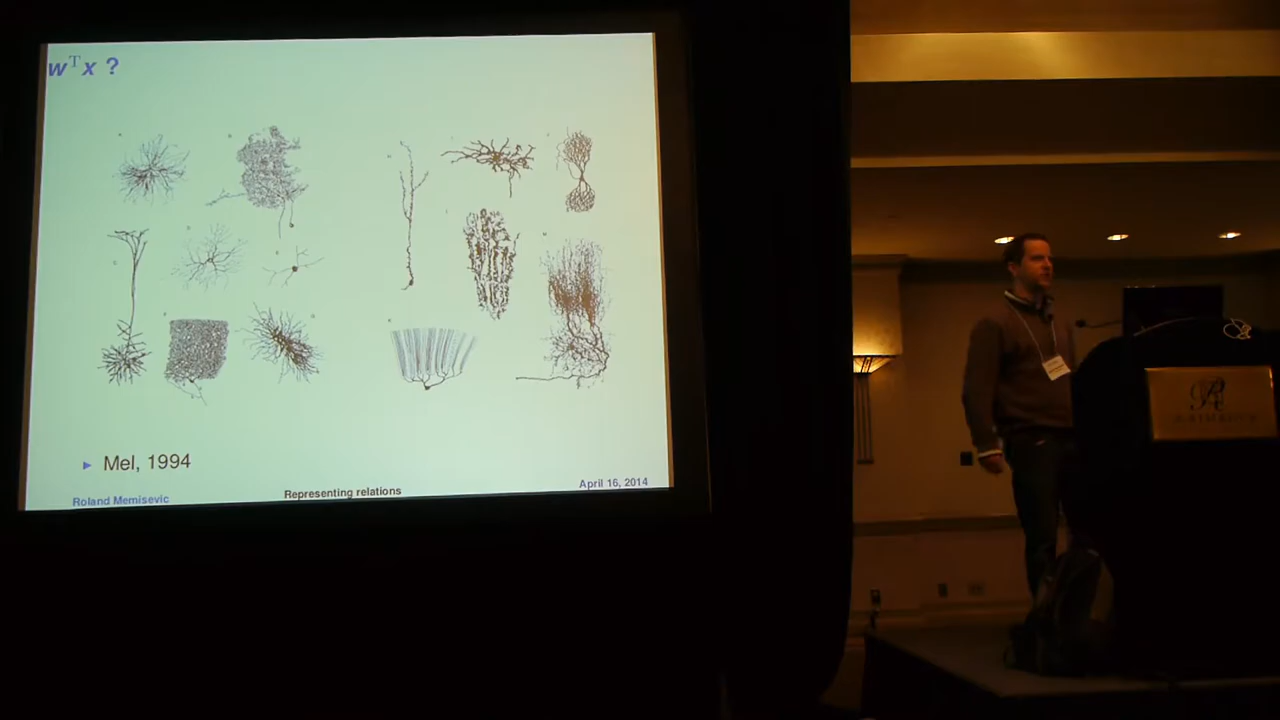 wᵀx ?
Mel, 1994
Roland Memisevic
Representing relations
April 16, 2014